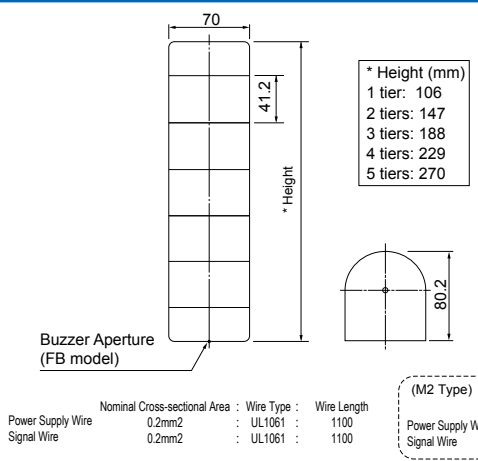 70
41.2
* Height
* Height (mm)
1 tier: 106
2 tiers: 147
3 tiers: 188
4 tiers: 229
5 tiers: 270
80.2
Buzzer Aperture
(FB model)
Nominal Cross-sectional Area : Wire Type : Wire Length
Power Supply Wire 0.2mm2 : UL1061 : 1100
Signal Wire 0.2mm2 : UL1061 : 1100
(M2 Type)
Power Supply W
Signal Wire